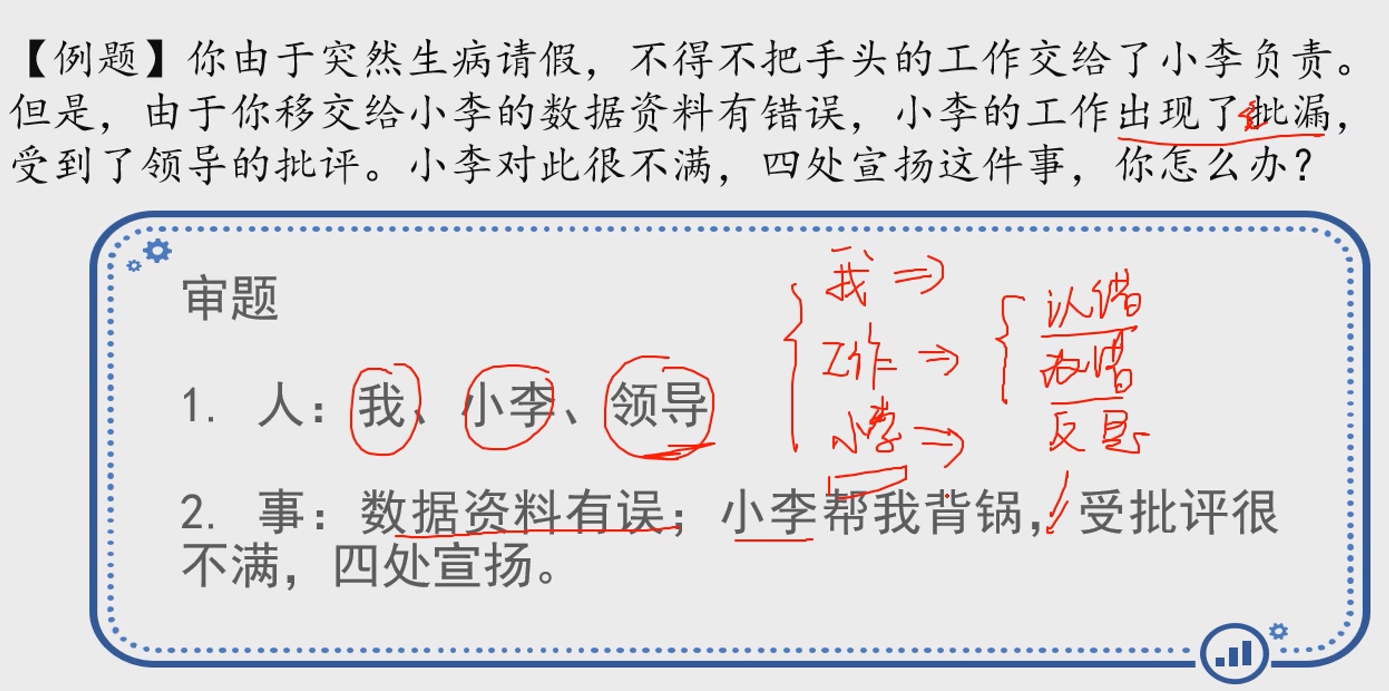 【例题】你由于突然生病请假，不得不把手头的工作交给了小李负责。
但是，由于你移交给小李的数据资料有错误，小李的工作出现了批漏，
受到了领导的批评。小李对此很不满，四处宣扬这件事，你怎么办？
审题
我
认错
工作
改错
1. 人：我、小李、领导
小李
反思
2. 事：数据资料有误；小李帮我背锅，受批评很
不满，四处宣扬。